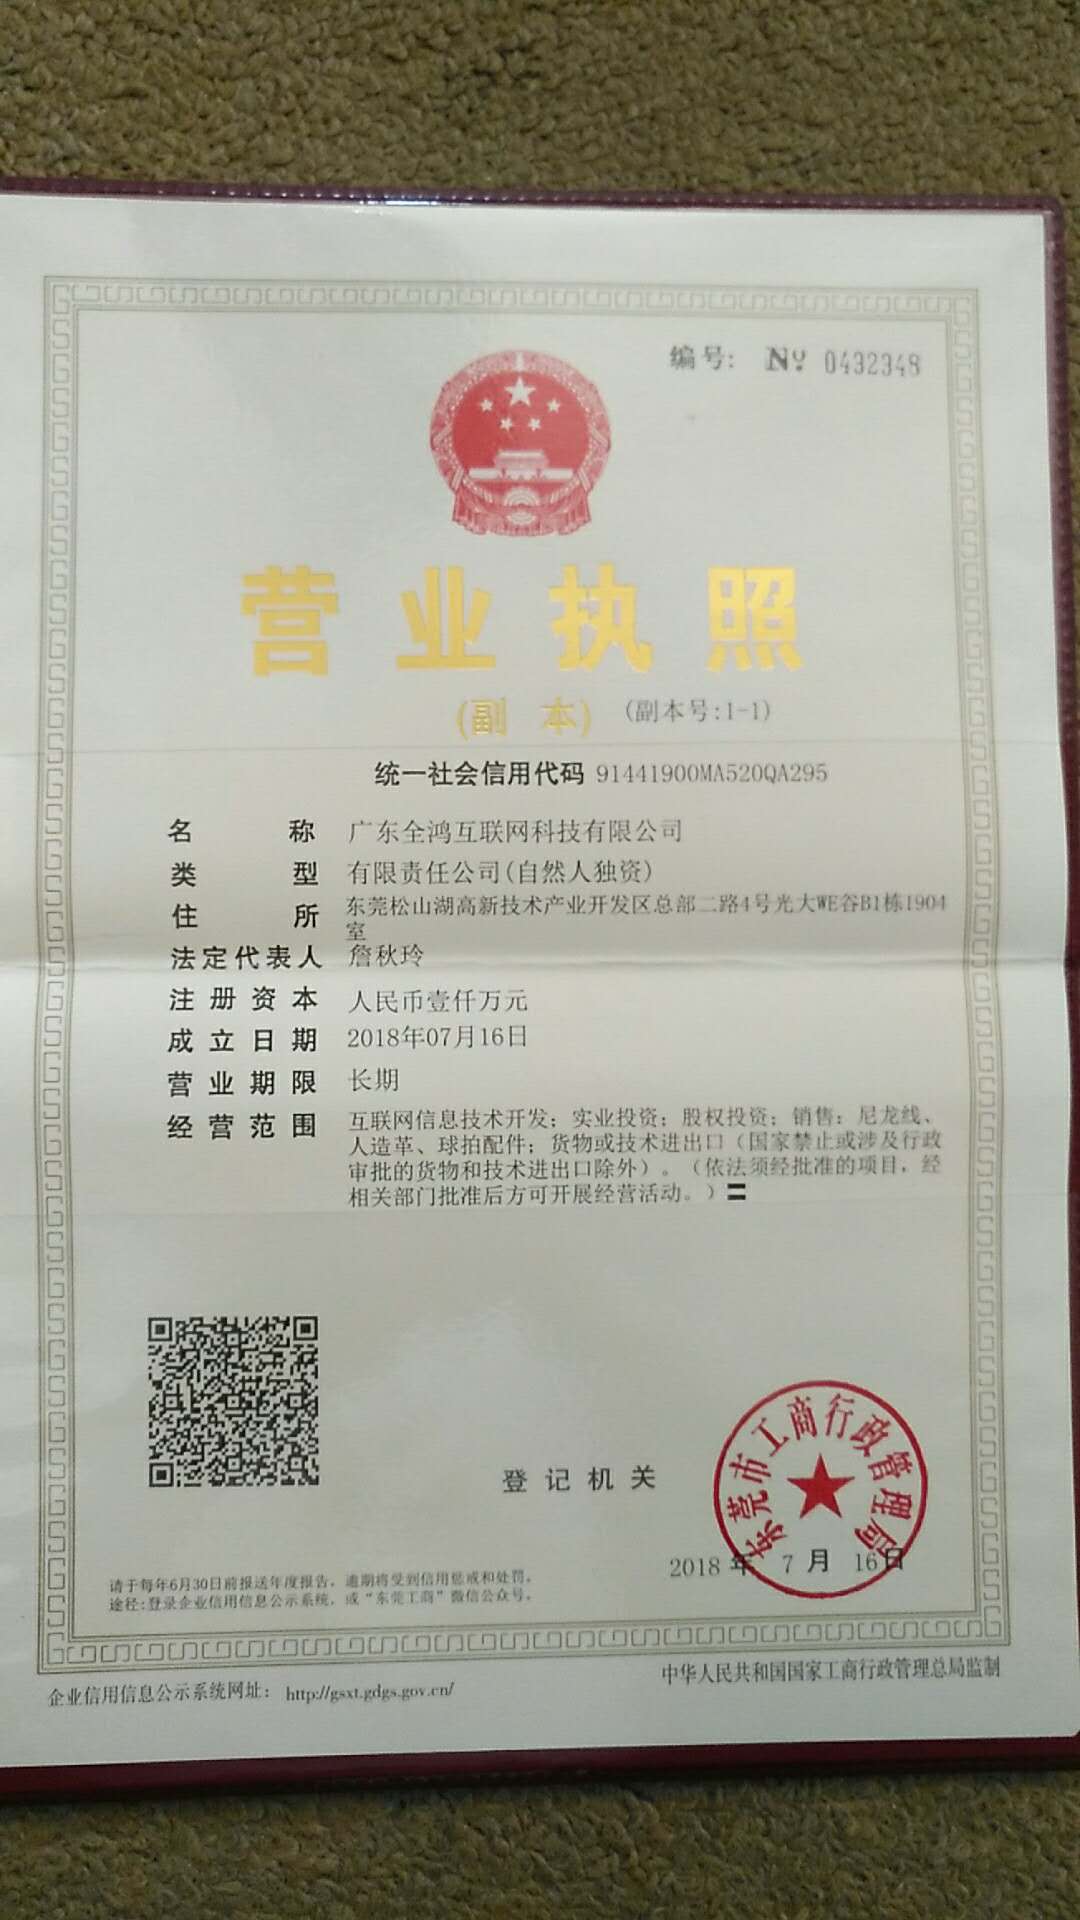 编号: No 0432348
营业执照
(副本) (副本号:1-1)
统一社会信用代码 91441900MA520QA295
名称 广东全鸿互联网科技有限公司
类型 有限责任公司(自然人独资)
住所 东莞松山湖高新技术产业开发区总部二路4号光大WE谷B1栋1904
室
法定代表人 詹秋玲
注册资本 人民币壹仟万元
成立日期 2018年07月16日
营业期限 长期
经营范围 互联网信息技术开发；实业投资；股权投资；销售：尼龙线、
人造革、球拍配件；货物或技术进出口（国家禁止或涉及行政
审批的货物和技术进出口除外）。（依法须经批准的项目，经
相关部门批准后方可开展经营活动。）〓
东莞市工商行政管理局
登记机关
2018 年 7 月 16日
请于每年6月30日前报送年度报告，逾期将受到信用惩戒和处罚。
途径:登录企业信用信息公示系统，或“东莞工商”微信公众号。
企业信用信息公示系统网址： http://gsxt.gdgs.gov.cn/
中华人民共和国国家工商行政管理总局监制